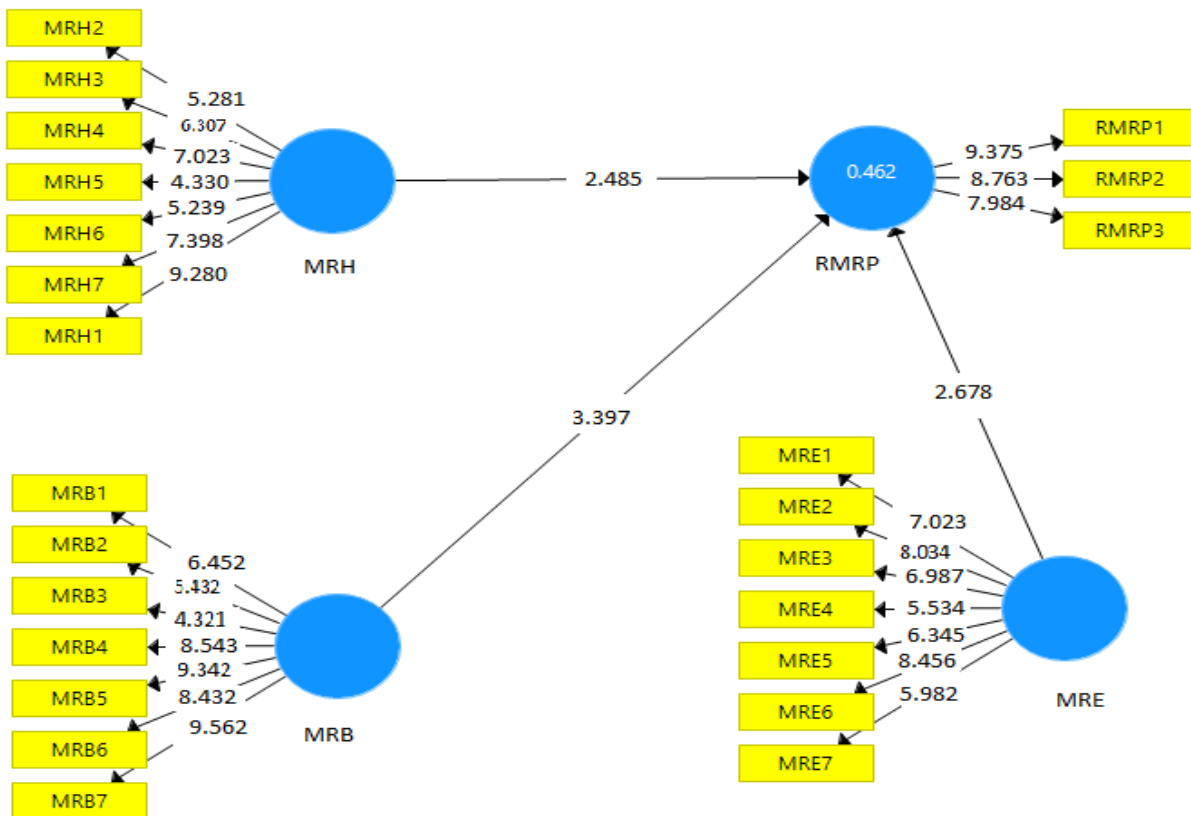 MRH2
MRH3
MRH4
MRH5
MRH6
MRH7
MRH1
5.281
6.307
7.023
4.330
5.239
7.398
9.280
MRH
2.485
0.462
RMRP
9.375
8.763
7.984
RMRP1
RMRP2
RMRP3
3.397
2.678
MRB1
MRB2
MRB3
MRB4
MRB5
MRB6
MRB7
6.452
5.432
4.321
8.543
9.342
8.432
9.562
MRB
MRE1
MRE2
MRE3
MRE4
MRE5
MRE6
MRE7
7.023
8.034
6.987
5.534
6.345
8.456
5.982
MRE